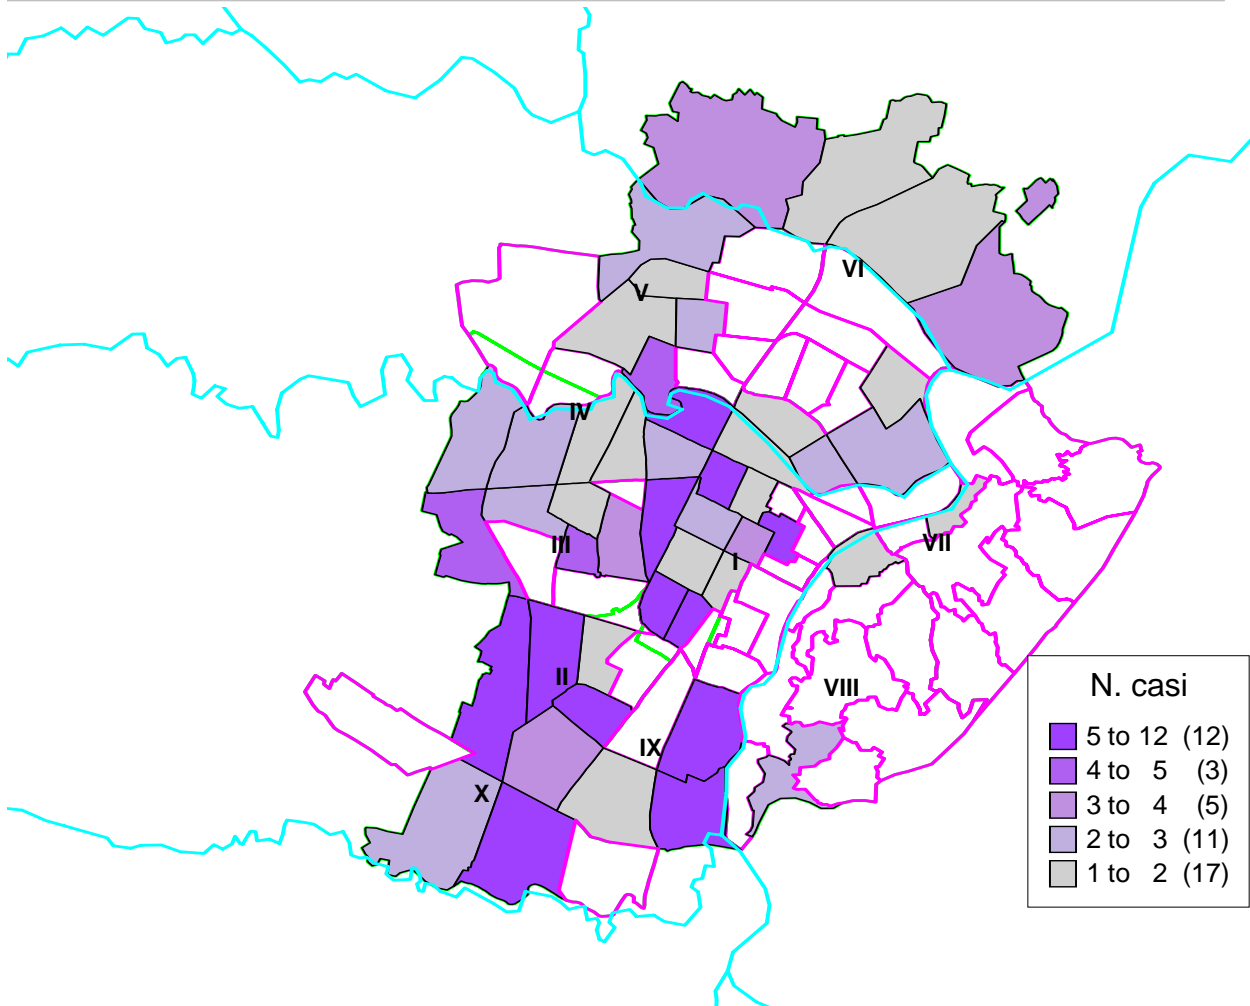 VI
V
IV
III
I
VII
II
VIII
IX
X
N. casi
5 to 12 (12)
4 to 5 (3)
3 to 4 (5)
2 to 3 (11)
1 to 2 (17)